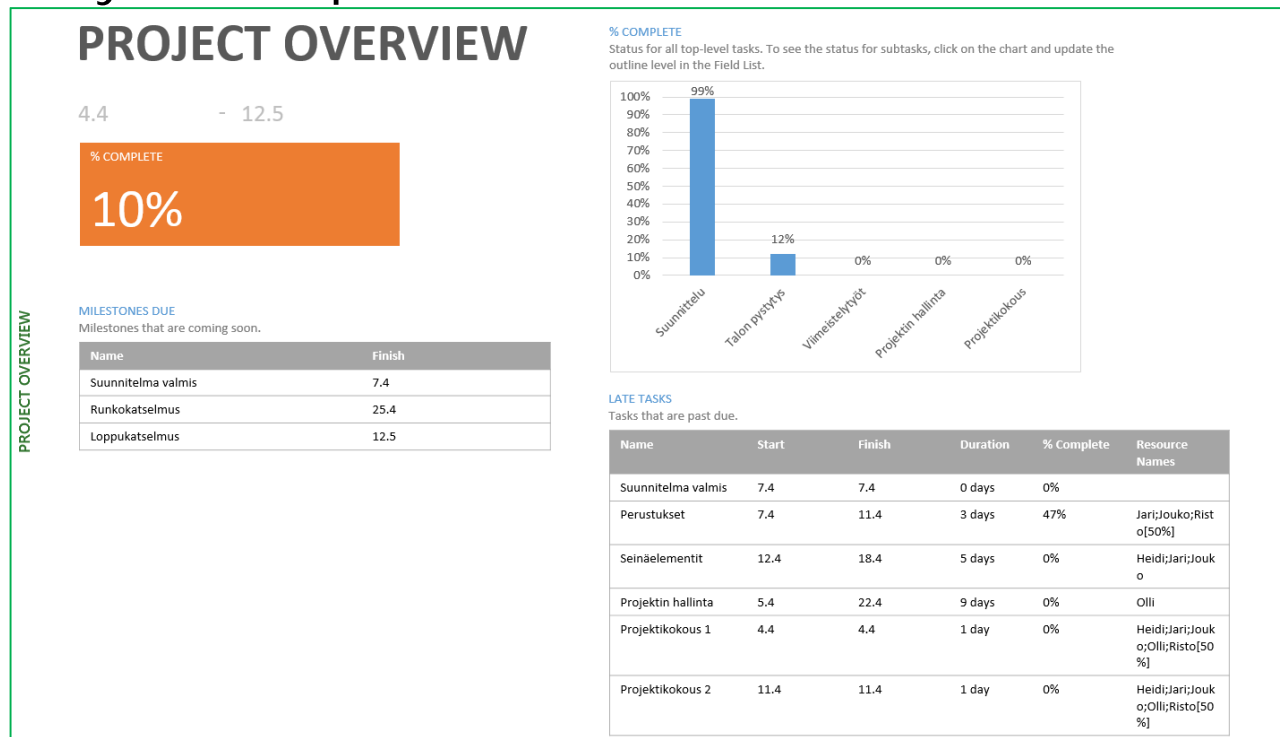 PROJECT OVERVIEW
4.4 - 12.5
% COMPLETE
10%
MILESTONES DUE
Milestones that are coming soon.
Name Finish
Suunnitelma valmis 7.4
Runkokatselmus 25.4
Loppukatselmus 12.5
PROJECT OVERVIEW
% COMPLETE
Status for all top-level tasks. To see the status for subtasks, click on the chart and update the
outline level in the Field List.
100%
90%
80%
70%
60%
50%
40%
30%
20%
10%
0%
99%
12%
0%
0%
0%
Suunnittelu
Talon pystytys
Viimeistelytyöt
Projektin hallinta
Projektikokous
LATE TASKS
Tasks that are past due.
Name Start Finish Duration % Complete Resource
Names
Suunnitelma valmis 7.4 7.4 0 days 0%
Perustukset 7.4 11.4 3 days 47% Jari;Jouko;Rist
o[50%]
Seinäelementit 12.4 18.4 5 days 0% Heidi;Jari;Jouk
o
Projektin hallinta 5.4 22.4 9 days 0% Olli
Projektikokous 1 4.4 4.4 1 day 0% Heidi;Jari;Jouk
o;Olli;Risto[50
%]
Projektikokous 2 11.4 11.4 1 day 0% Heidi;Jari;Jouk
o;Olli;Risto[50
%]